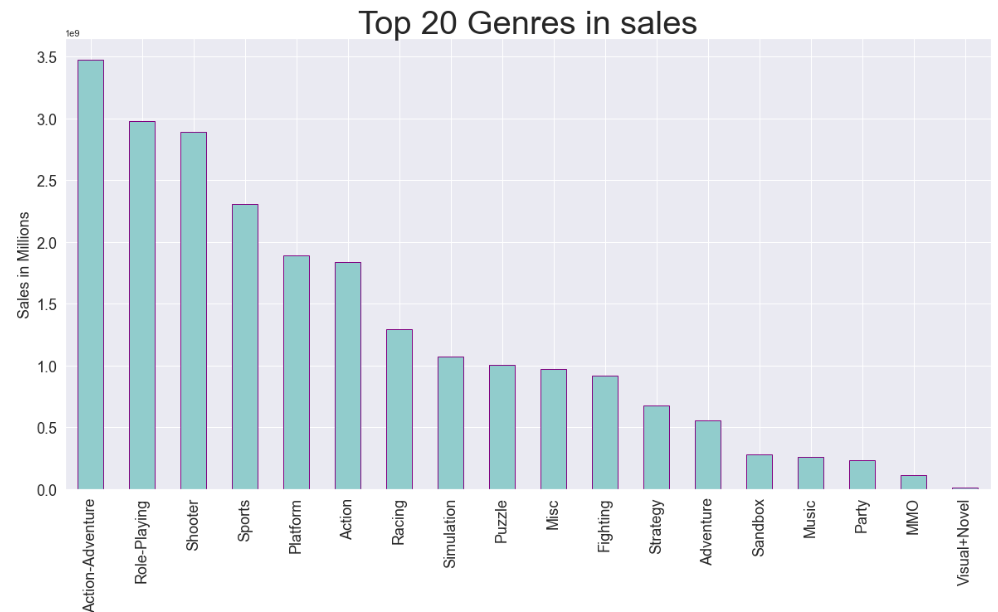 Top 20 Genres in sales
1e9
3.5
3.0
2.5
2.0
1.5
1.0
0.5
0.0
Sales in Millions
Action-Adventure
Role-Playing
Shooter
Sports
Platform
Action
Racing
Simulation
Puzzle
Misc
Fighting
Strategy
Adventure
Sandbox
Music
Party
MMO
Visual+Novel